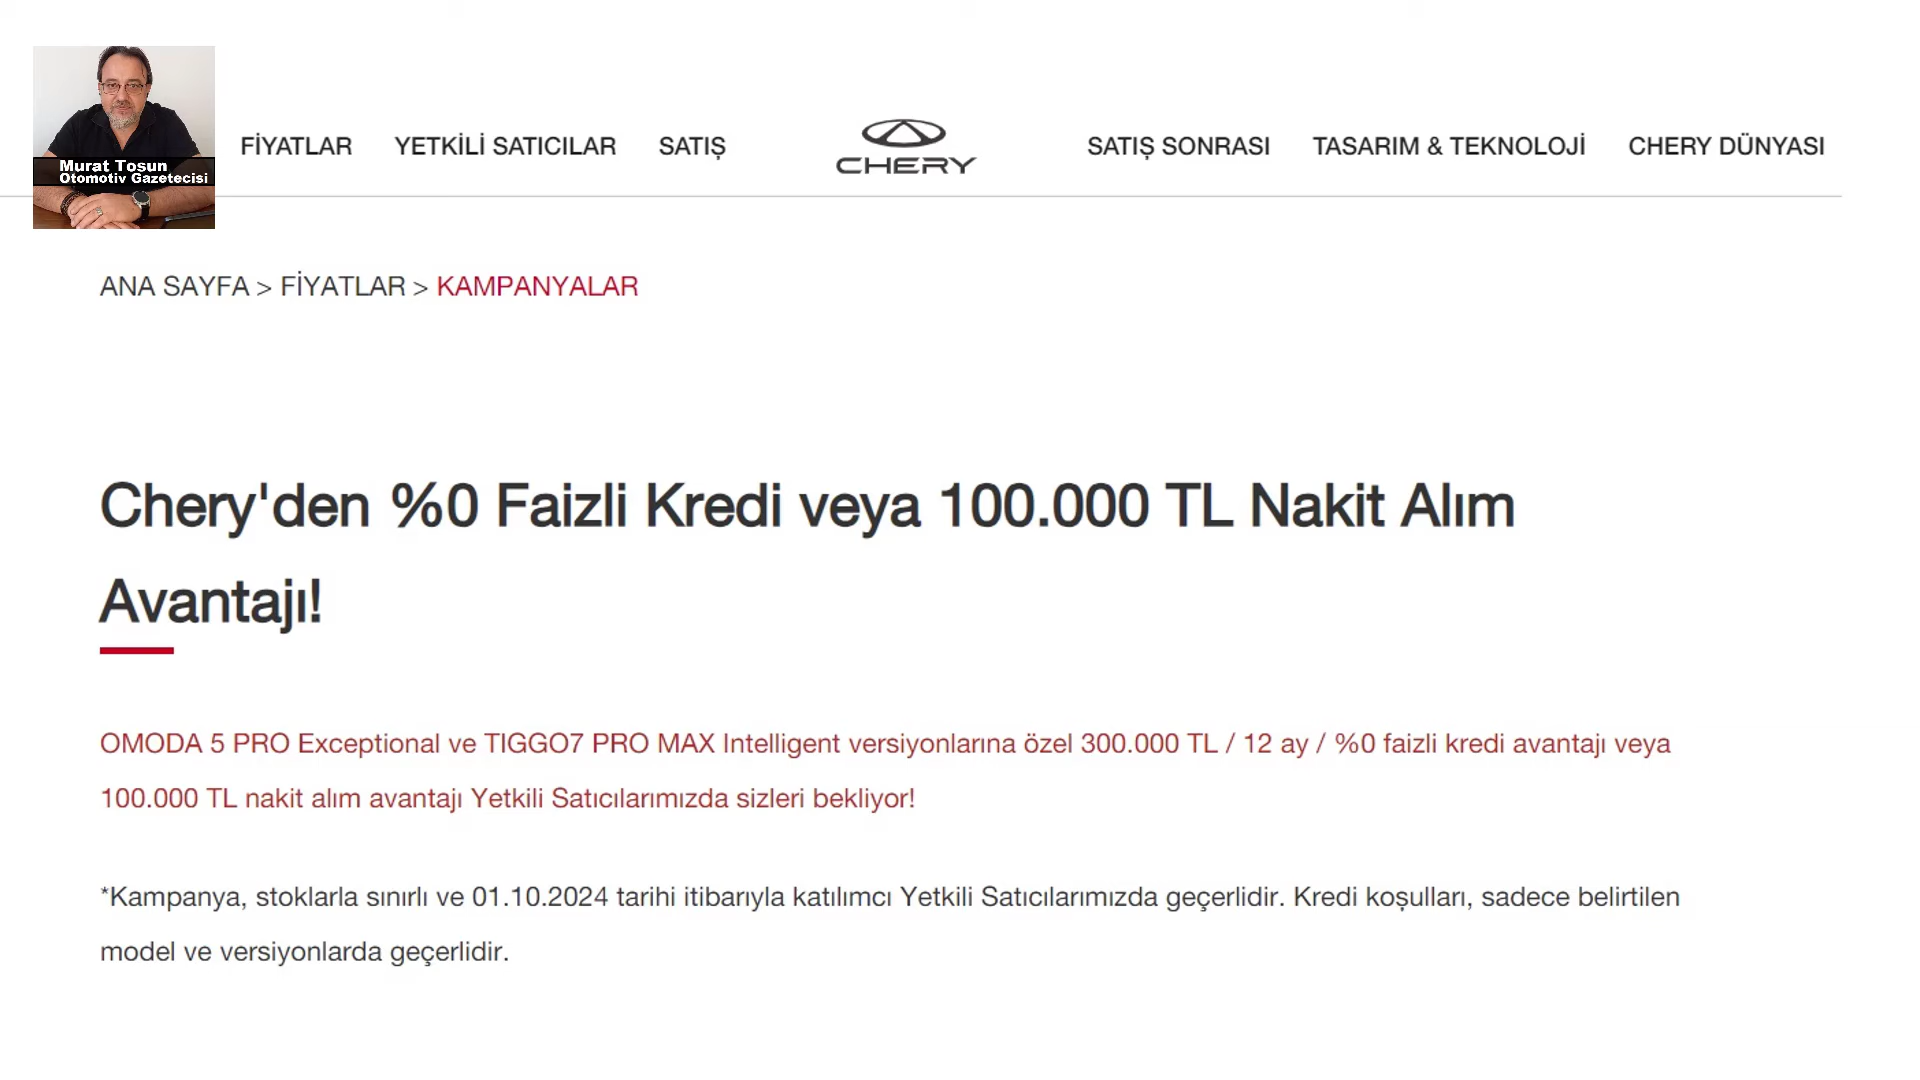 Murat Tosun
Otomotiv Gazetecisi
FİYATLAR YETKİLİ SATICILAR SATIŞ CHERY SATIŞ SONRASI TASARIM & TEKNOLOJİ CHERY DÜNYASI
ANA SAYFA > FİYATLAR > KAMPANYALAR
Chery'den %0 Faizli Kredi veya 100.000 TL Nakit Alım
Avantajı!
OMODA 5 PRO Exceptional ve TIGGO7 PRO MAX Intelligent versiyonlarına özel 300.000 TL / 12 ay / %0 faizli kredi avantajı veya
100.000 TL nakit alım avantajı Yetkili Satıcılarımızda sizleri bekliyor!
*Kampanya, stoklarla sınırlı ve 01.10.2024 tarihi itibarıyla katılımcı Yetkili Satıcılarımızda geçerlidir. Kredi koşulları, sadece belirtilen
model ve versiyonlarda geçerlidir.